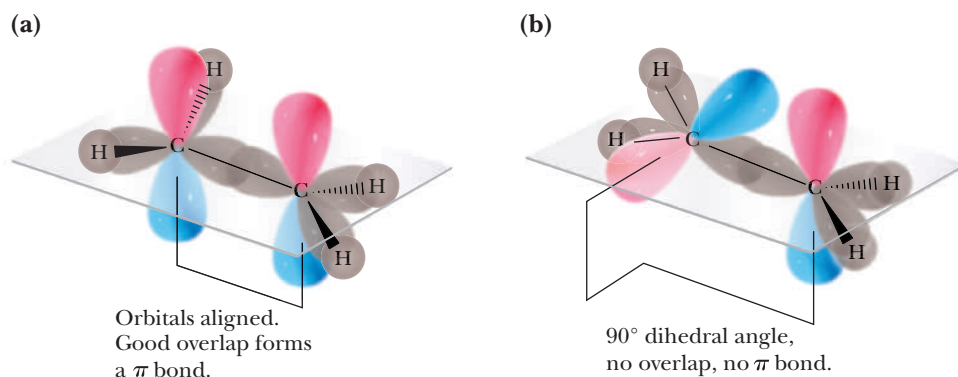 (a)
H
H
C
C
H
H
Orbitals aligned.
Good overlap forms
a π bond.
(b)
H
H
C
C
H
H
90° dihedral angle,
no overlap, no π bond.